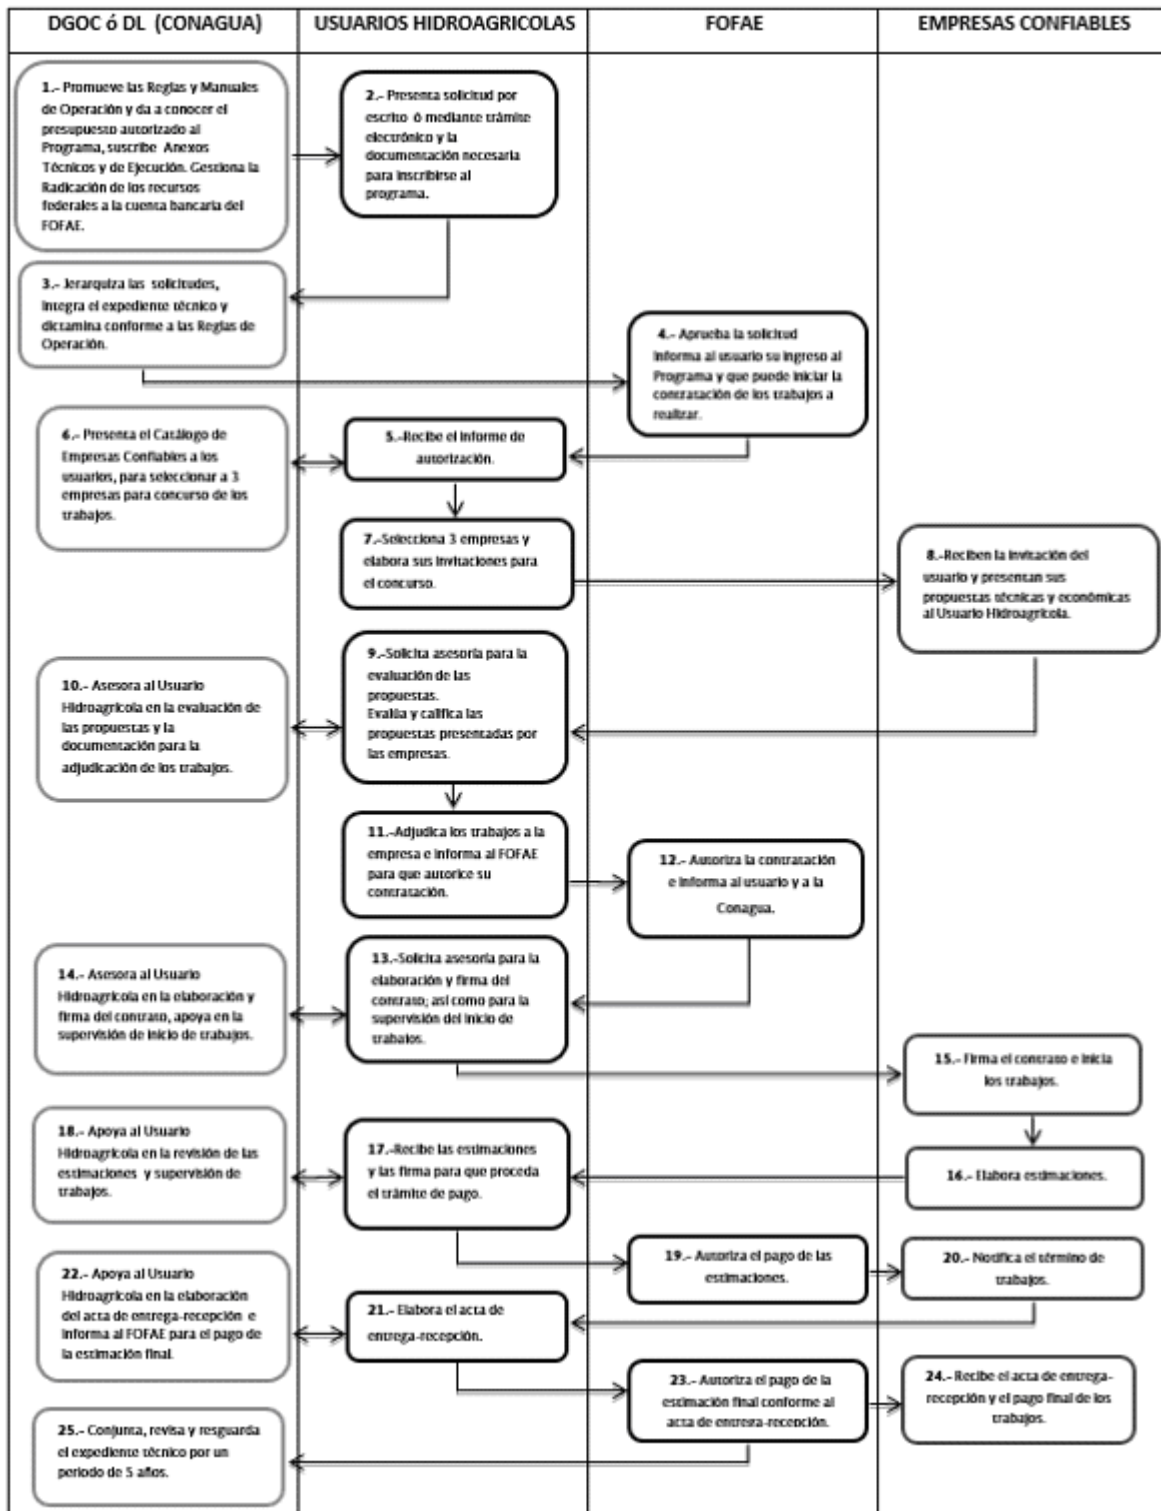 DGOC ó DL (CONAGUA)
USUARIOS HIDROAGRICOLAS
FOFAE
EMPRESAS CONFIABLES
1.- Promueve las Reglas y Manuales
de Operación y da a conocer el
presupuesto autorizado al
Programa, suscribe Anexos
Técnicos y de Ejecución. Gestiona la
Radicación de los recursos
federales a la cuenta bancaria del
FOFAE.
2.- Presenta solicitud por
escrito ó mediante trámite
electrónico y la
documentación necesaria
para inscribirse al
programa.
3.- Jerarquiza las solicitudes,
integra el expediente técnico y
dictamina conforme a las Reglas de
Operación.
4.- Aprueba la solicitud
Informa al usuario su ingreso al
Programa y que puede iniciar la
contratación de los trabajos a
realizar.
5.-Recibe el informe de
autorización.
6.- Presenta el Catálogo de
Empresas Confiables a los
usuarios, para seleccionar a 3
empresas para concurso de los
trabajos.
7.-Selecciona 3 empresas y
elabora sus invitaciones para
el concurso.
8.-Reciben la invitación del
usuario y presentan sus
propuestas técnicas y económicas
al Usuario Hidroagrícola.
9.-Solicita asesoría para la
evaluación de las
propuestas.
Evalúa y califica las
propuestas presentadas por
las empresas.
10.- Asesora al Usuario
Hidroagrícola en la evaluación de
las propuestas y la
documentación para la
adjudicación de los trabajos.
11.-Adjudica los trabajos a la
empresa e informa al FOFAE
para que autorice su
contratación.
12.- Autoriza la contratación
e informa al usuario y a la
Conagua.
13.-Solicita asesoría para la
elaboración y firma del
contrato; así como para la
supervisión del inicio de
trabajos.
14.- Asesora al Usuario
Hidroagrícola en la elaboración y
firma del contrato, apoya en la
supervisión de inicio de trabajos.
15.- Firma el contrato e inicia
los trabajos.
16.- Elabora estimaciones.
17.-Recibe las estimaciones
y las firma para que proceda
el trámite de pago.
18.- Apoya al Usuario
Hidroagrícola en la revisión de las
estimaciones y supervisión de
trabajos.
19.- Autoriza el pago de las
estimaciones.
20.- Notifica el término de
trabajos.
21.- Elabora el acta de
entrega-recepción.
22.- Apoya al Usuario
Hidroagrícola en la elaboración
del acta de entrega-recepción e
informa al FOFAE para el pago de
la estimación final.
23.- Autoriza el pago de la
estimación final conforme al
acta de entrega-recepción.
24.- Recibe el acta de entrega-
recepción y el pago final de los
trabajos.
25.- Conjunta, revisa y resguarda
el expediente técnico por un
periodo de 5 años.